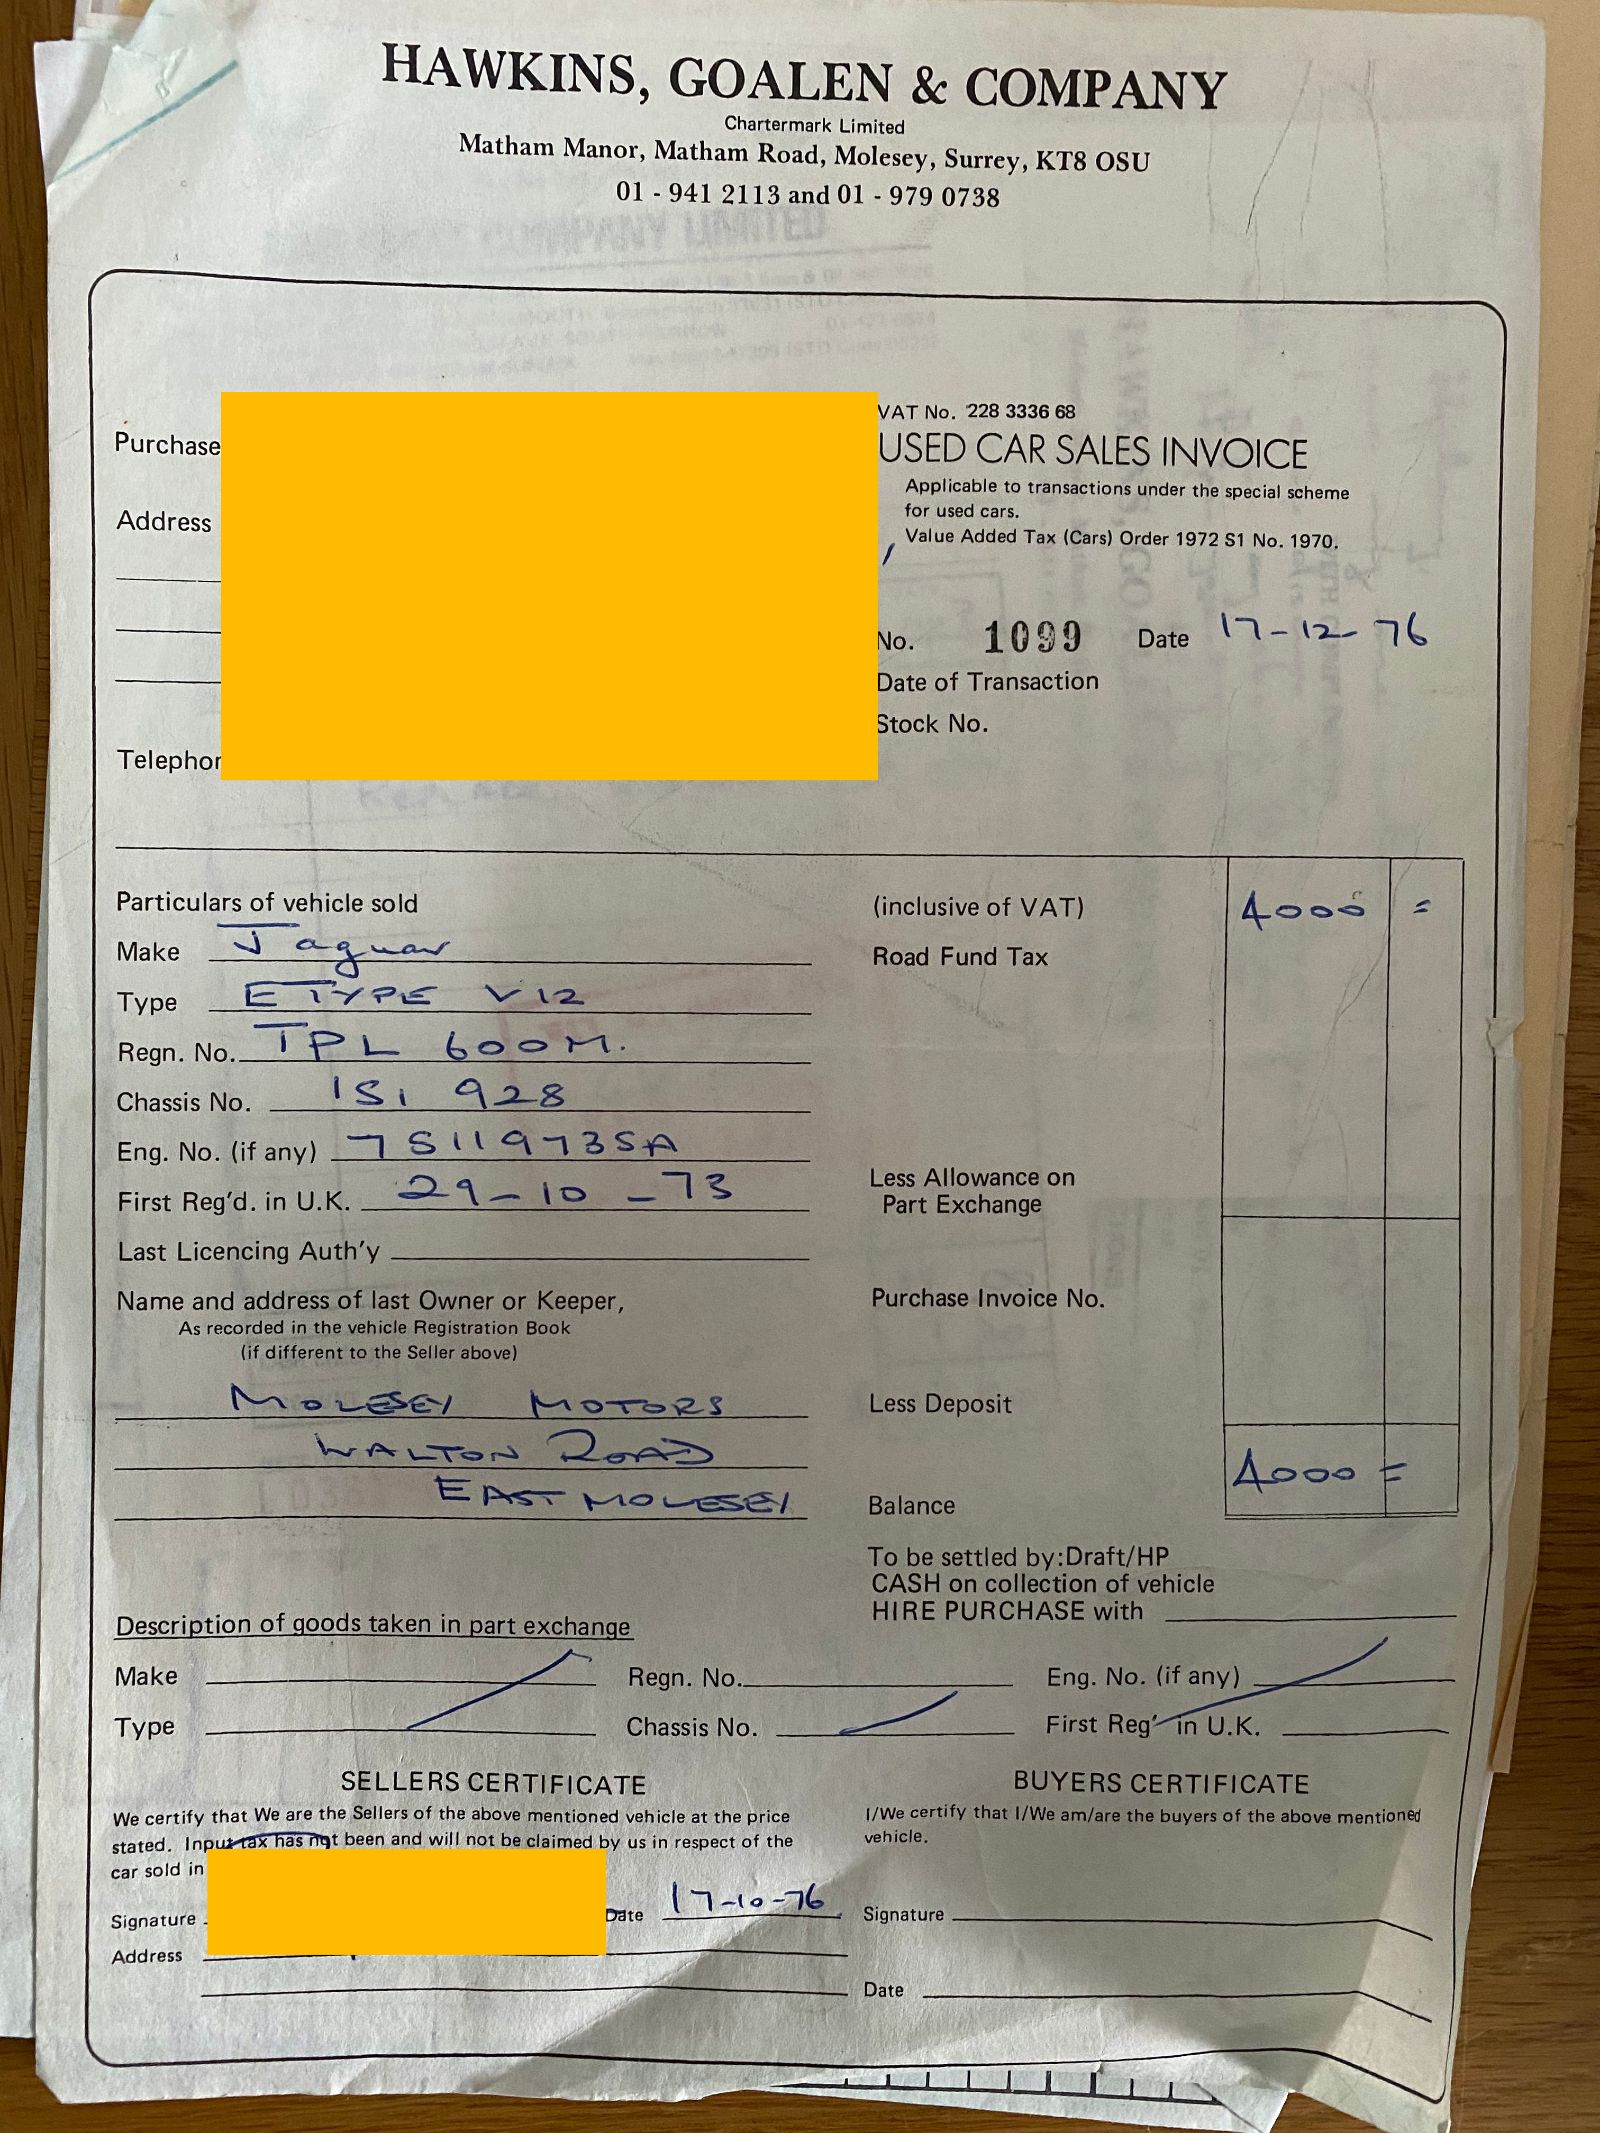 HAWKINS, GOALEN & COMPANY
Chartermark Limited
Matham Manor, Matham Road, Molesey, Surrey, KT8 OSU
01 - 941 2113 and 01 - 979 0738
COMPANY LIMITED
VAT No. 228 3336 68
USED CAR SALES INVOICE
Applicable to transactions under the special scheme
for used cars.
Value Added Tax (Cars) Order 1972 S1 No. 1970.
Purchase
Address
No. 1099 Date 17-12-76
Date of Transaction
Stock No.
Telephon
Particulars of vehicle sold
(inclusive of VAT) 4000 =
Make Jaguar
Road Fund Tax
Type E TYPE V12
Regn. No. TPL 600M.
Chassis No. 1S1 928
Eng. No. (if any) 7S11973SA
First Reg'd. in U.K. 29-10-73
Less Allowance on
Part Exchange
Last Licencing Auth'y
Name and address of last Owner or Keeper,
As recorded in the vehicle Registration Book
(if different to the Seller above)
Purchase Invoice No.
MOLESEY MOTORS
WALTON ROAD
EAST MOLESEY
Less Deposit
Balance 4000 =
To be settled by:Draft/HP
CASH on collection of vehicle
HIRE PURCHASE with
Description of goods taken in part exchange
Make Regn. No. Eng. No. (if any)
Type Chassis No. First Reg' in U.K.
SELLERS CERTIFICATE
We certify that We are the Sellers of the above mentioned vehicle at the price
stated. Input tax has not been and will not be claimed by us in respect of the
car sold in
Signature Date 17-10-76
Address
BUYERS CERTIFICATE
I/We certify that I/We am/are the buyers of the above mentioned
vehicle.
Signature
Date